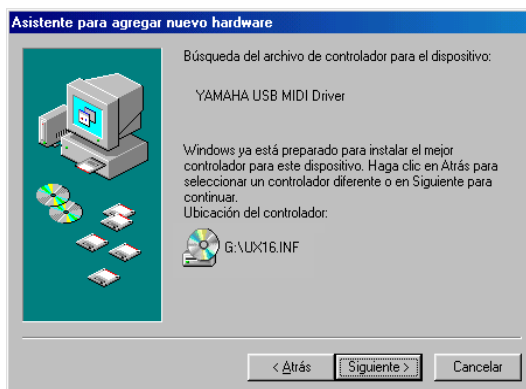 Asistente para agregar nuevo hardware
Búsqueda del archivo de controlador para el dispositivo:
YAMAHA USB MIDI Driver
Windows ya está preparado para instalar el mejor
controlador para este dispositivo. Haga clic en Atrás para
seleccionar un controlador diferente o en Siguiente para
continuar.
Ubicación del controlador:
G:\UX16.INF
< Atrás
Siguiente >
Cancelar